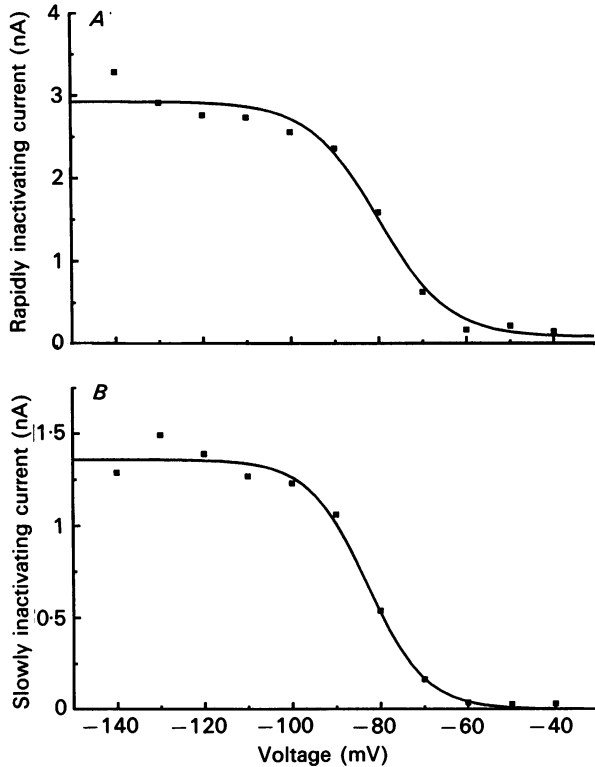 A
Rapidly inactivating current (nA)
4
3
2
1
0
B
Slowly inactivating current (nA)
1·5
1
0·5
0
−140 −120 −100 −80 −60 −40
Voltage (mV)